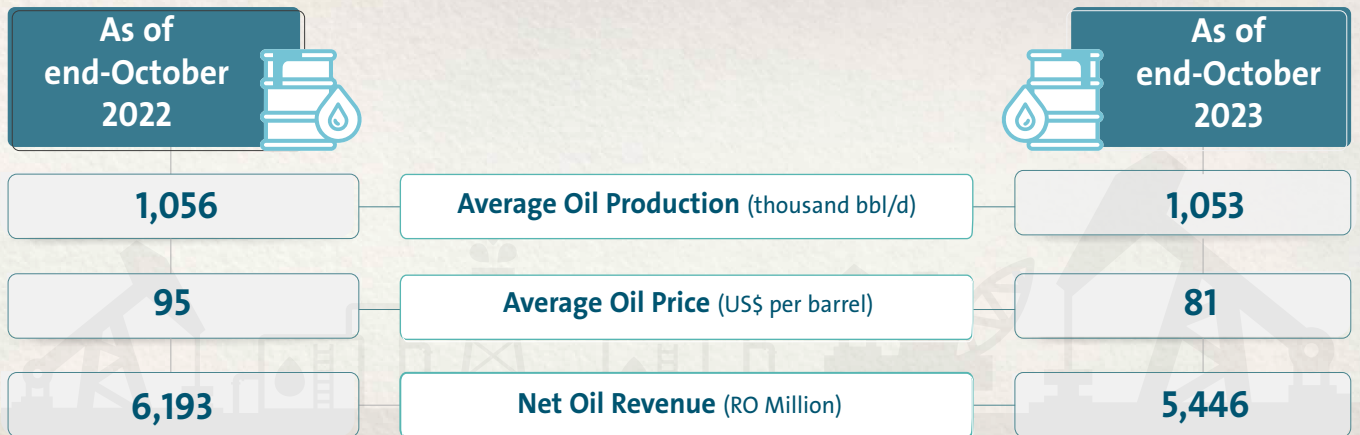 As of
end-October
2022
As of
end-October
2023
1,056
Average Oil Production (thousand bbl/d)
1,053
95
Average Oil Price (US$ per barrel)
81
6,193
Net Oil Revenue (RO Million)
5,446